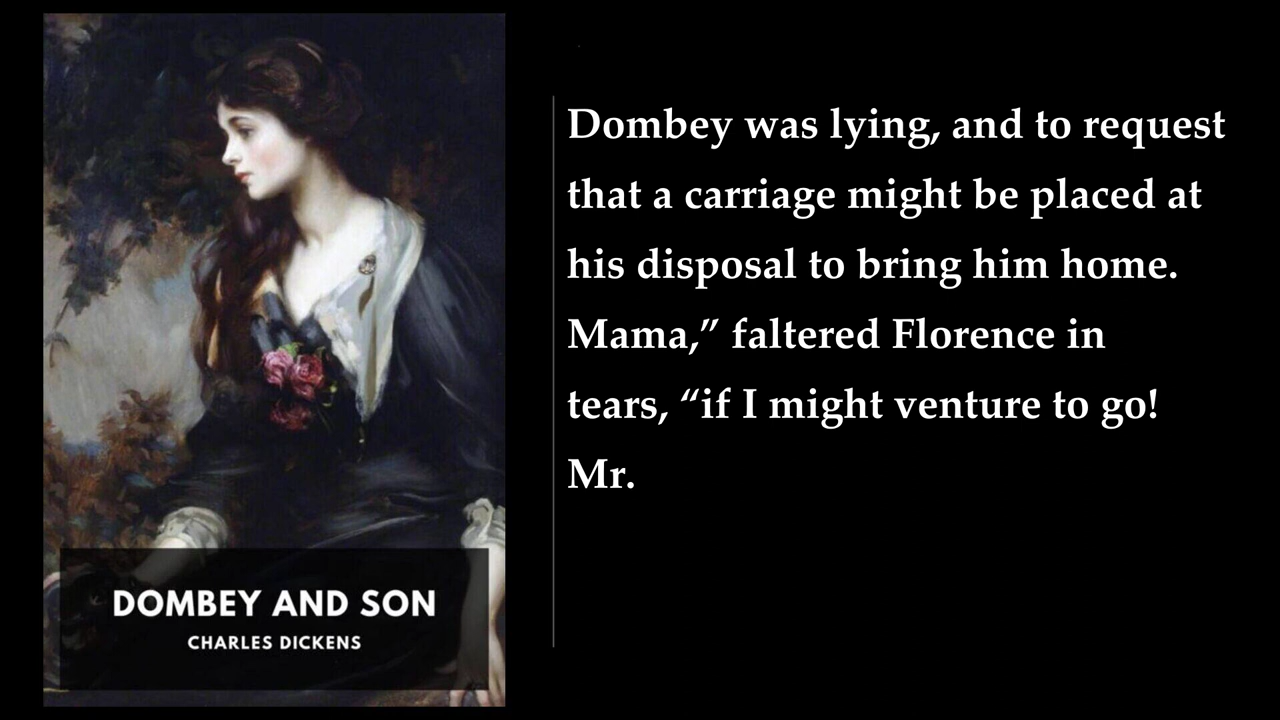 DOMBEY AND SON
CHARLES DICKENS
Dombey was lying, and to request
that a carriage might be placed at
his disposal to bring him home.
Mama,” faltered Florence in
tears, “if I might venture to go!
Mr.